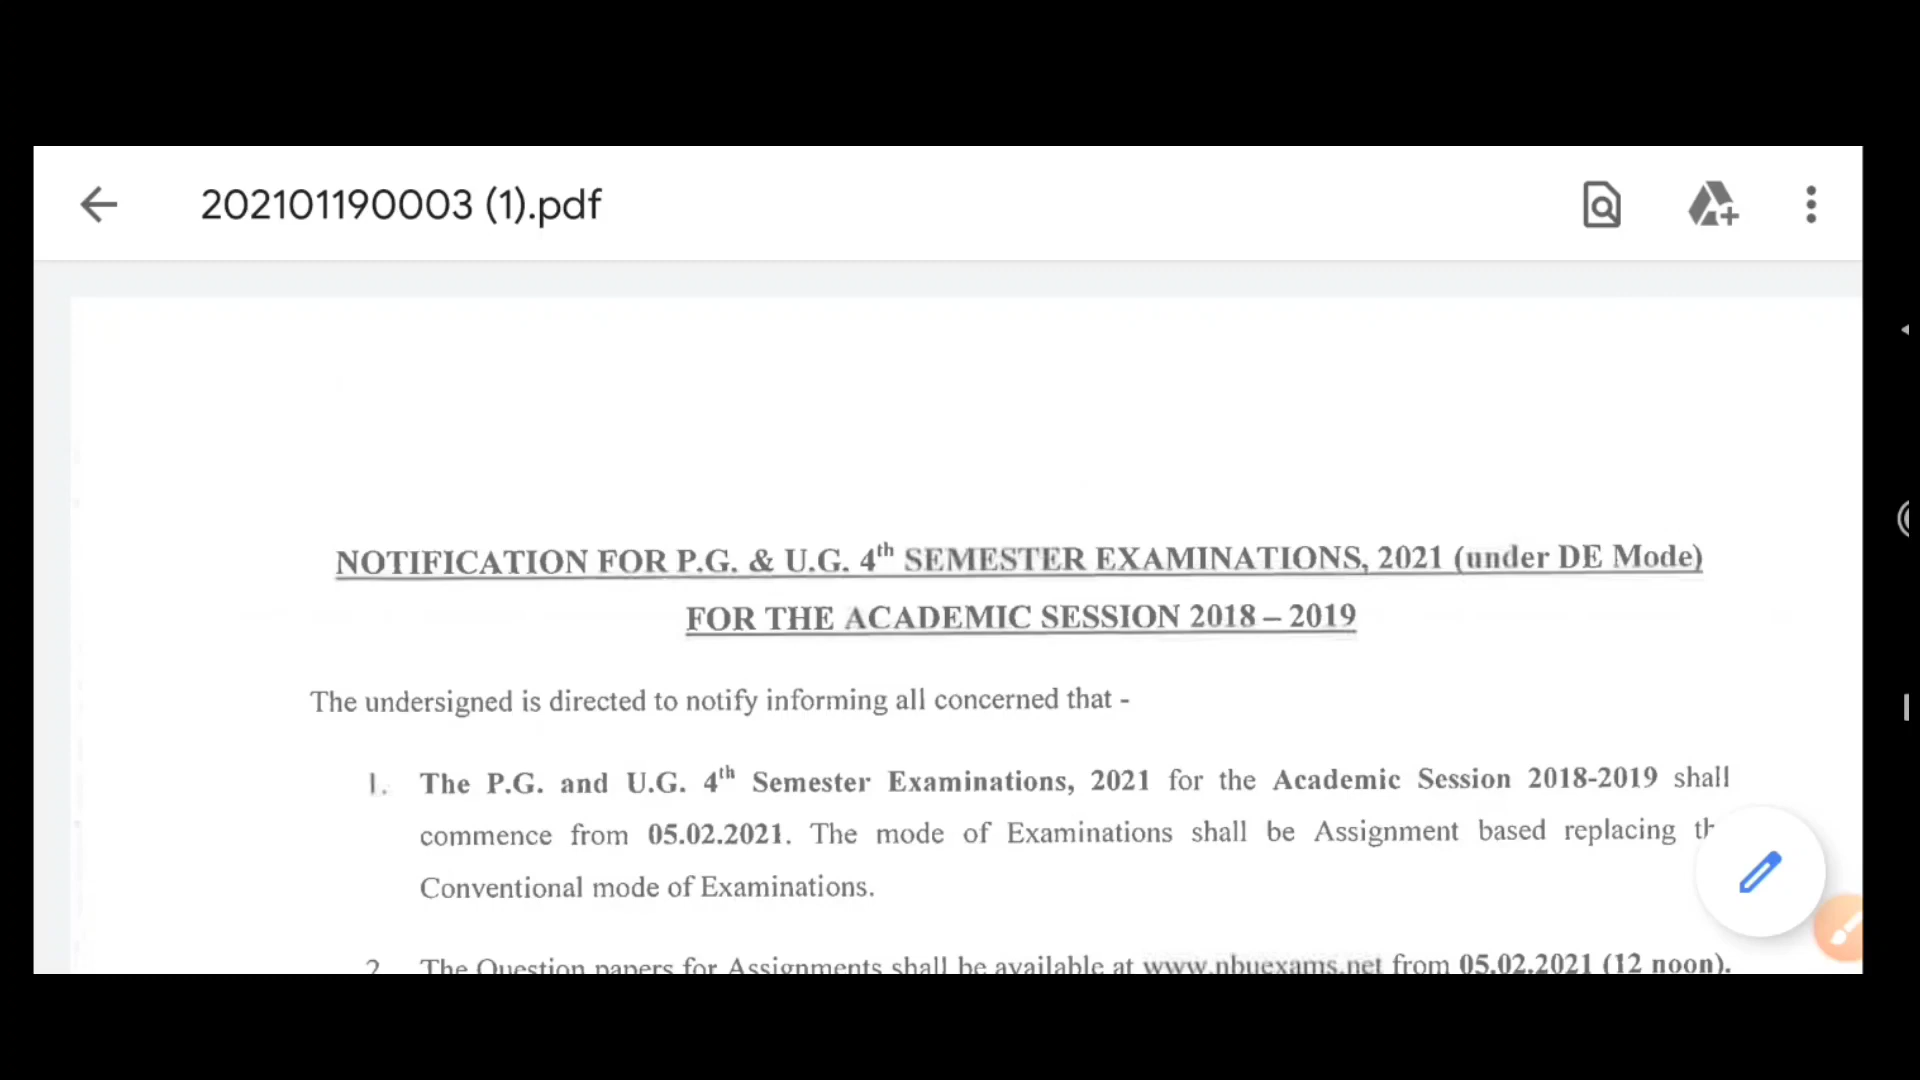 202101190003 (1).pdf
NOTIFICATION FOR P.G. & U.G. 4th SEMESTER EXAMINATIONS, 2021 (under DE Mode)
FOR THE ACADEMIC SESSION 2018 – 2019
The undersigned is directed to notify informing all concerned that -
1. The P.G. and U.G. 4th Semester Examinations, 2021 for the Academic Session 2018-2019 shall
commence from 05.02.2021. The mode of Examinations shall be Assignment based replacing
Conventional mode of Examinations.
2 The Question papers for Assignments shall be available at www.nbuexams.net from 05.02.2021 (12 noon).